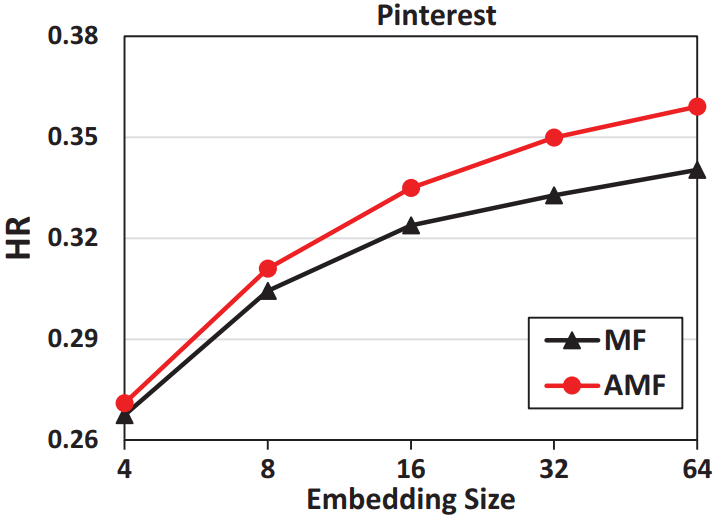 Pinterest
0.38
0.35
0.32
0.29
0.26
HR
MF
AMF
4 8 16 32 64
Embedding Size